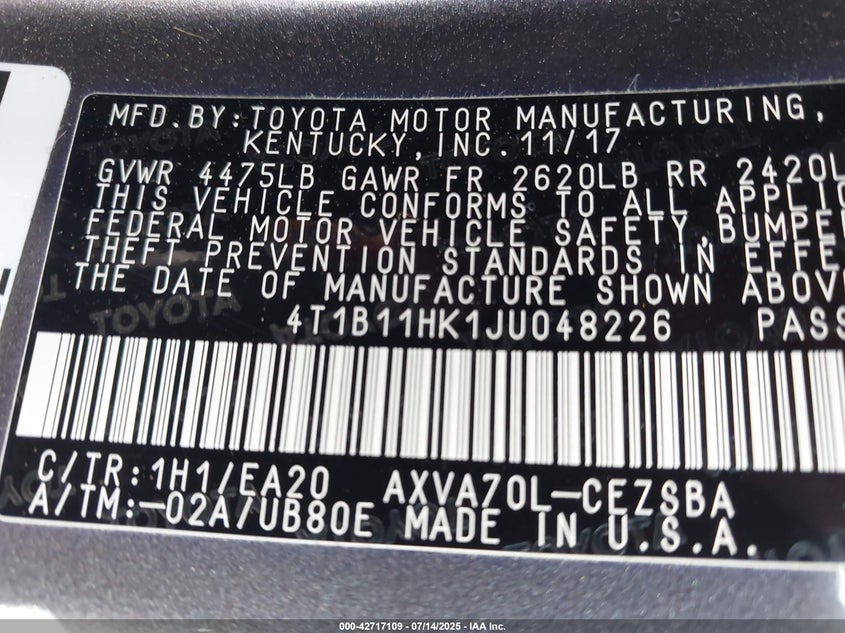 MFD.BY:TOYOTA MOTOR MANUFACTURING,
KENTUCKY,INC.11/17
GVWR 4475LB GAWR FR 2620LB RR 2420L
THIS VEHICLE CONFORMS TO ALL APPLIC
FEDERAL MOTOR VEHICLE SAFETY,BUMPE
THEFT PREVENTION STANDARDS IN EFFE
THE DATE OF MANUFACTURE SHOWN ABOV
4T1B11HK1JU048226 PASS
C/TR:1H1/EA20 AXVA70L-CEZSBA
A/TM:-02A/UB80E MADE IN U.S.A.
000-42717109 | 07/14/2025 | IAA Inc.